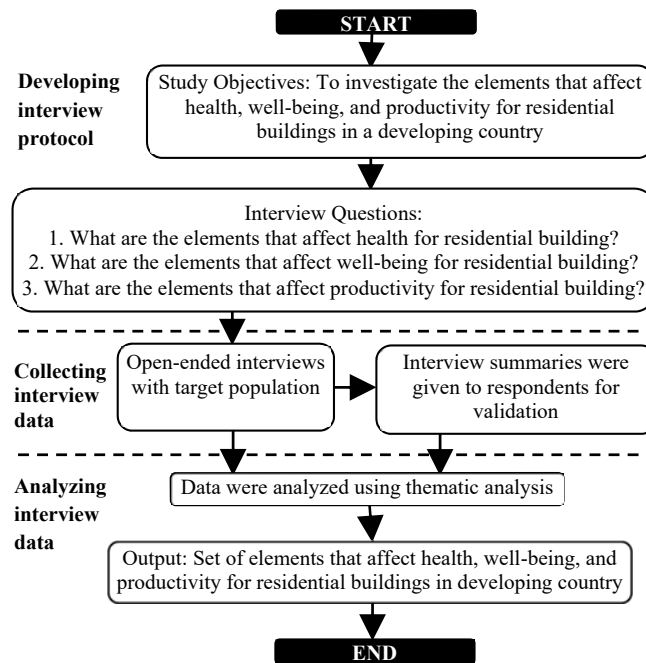 START
Developing
interview
protocol
Study Objectives: To investigate the elements that affect
health, well-being, and productivity for residential
buildings in a developing country
Interview Questions:
1. What are the elements that affect health for residential building?
2. What are the elements that affect well-being for residential building?
3. What are the elements that affect productivity for residential building?
Collecting
interview
data
Open-ended interviews
with target population
Interview summaries were
given to respondents for
validation
Analyzing
interview
data
Data were analyzed using thematic analysis
Output: Set of elements that affect health, well-being, and
productivity for residential buildings in developing country
END